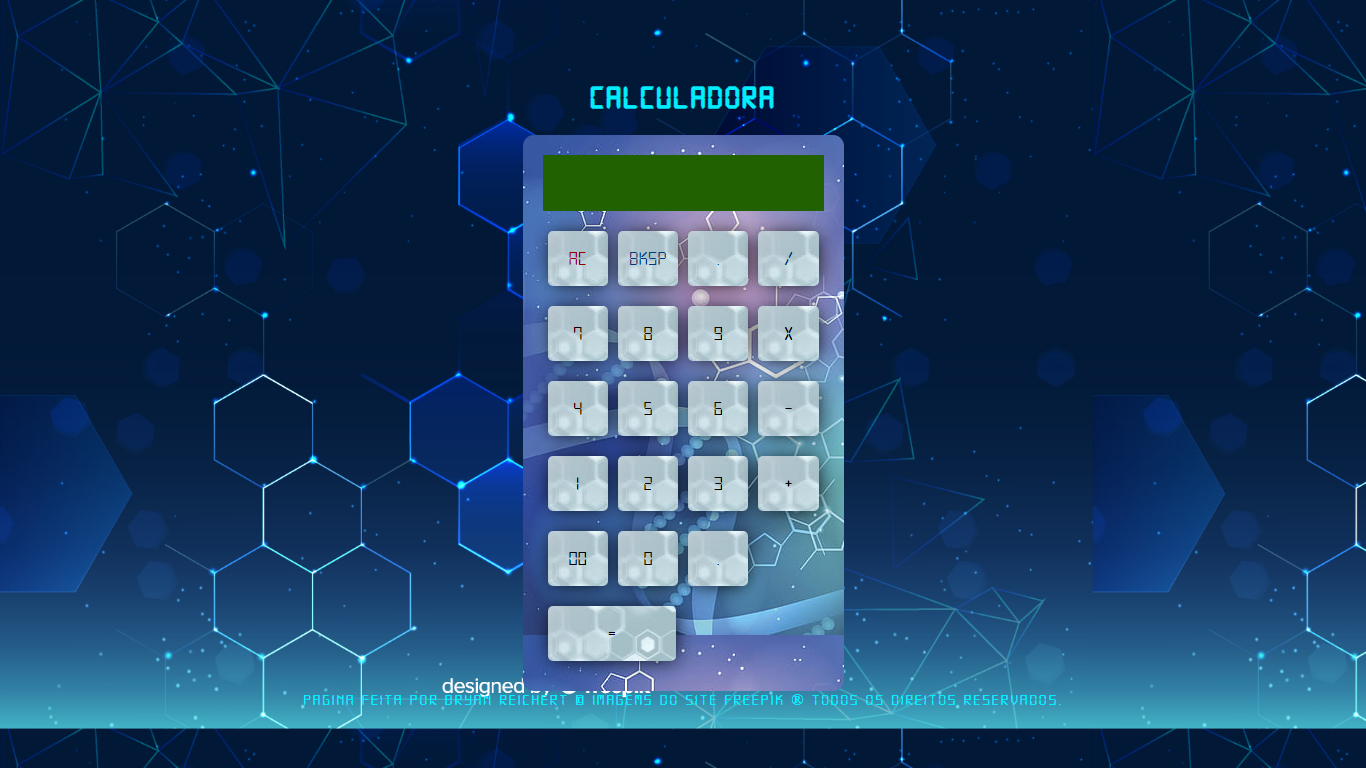 CALCULADORA
AC BKSP . /
7 8 9 X
4 5 6 -
1 2 3 +
00 0 .
=
designed by
PAGINA FEITA POR BRYAN REICHERT © IMAGENS DO SITE FREEPIK ® TODOS OS DIREITOS RESERVADOS.